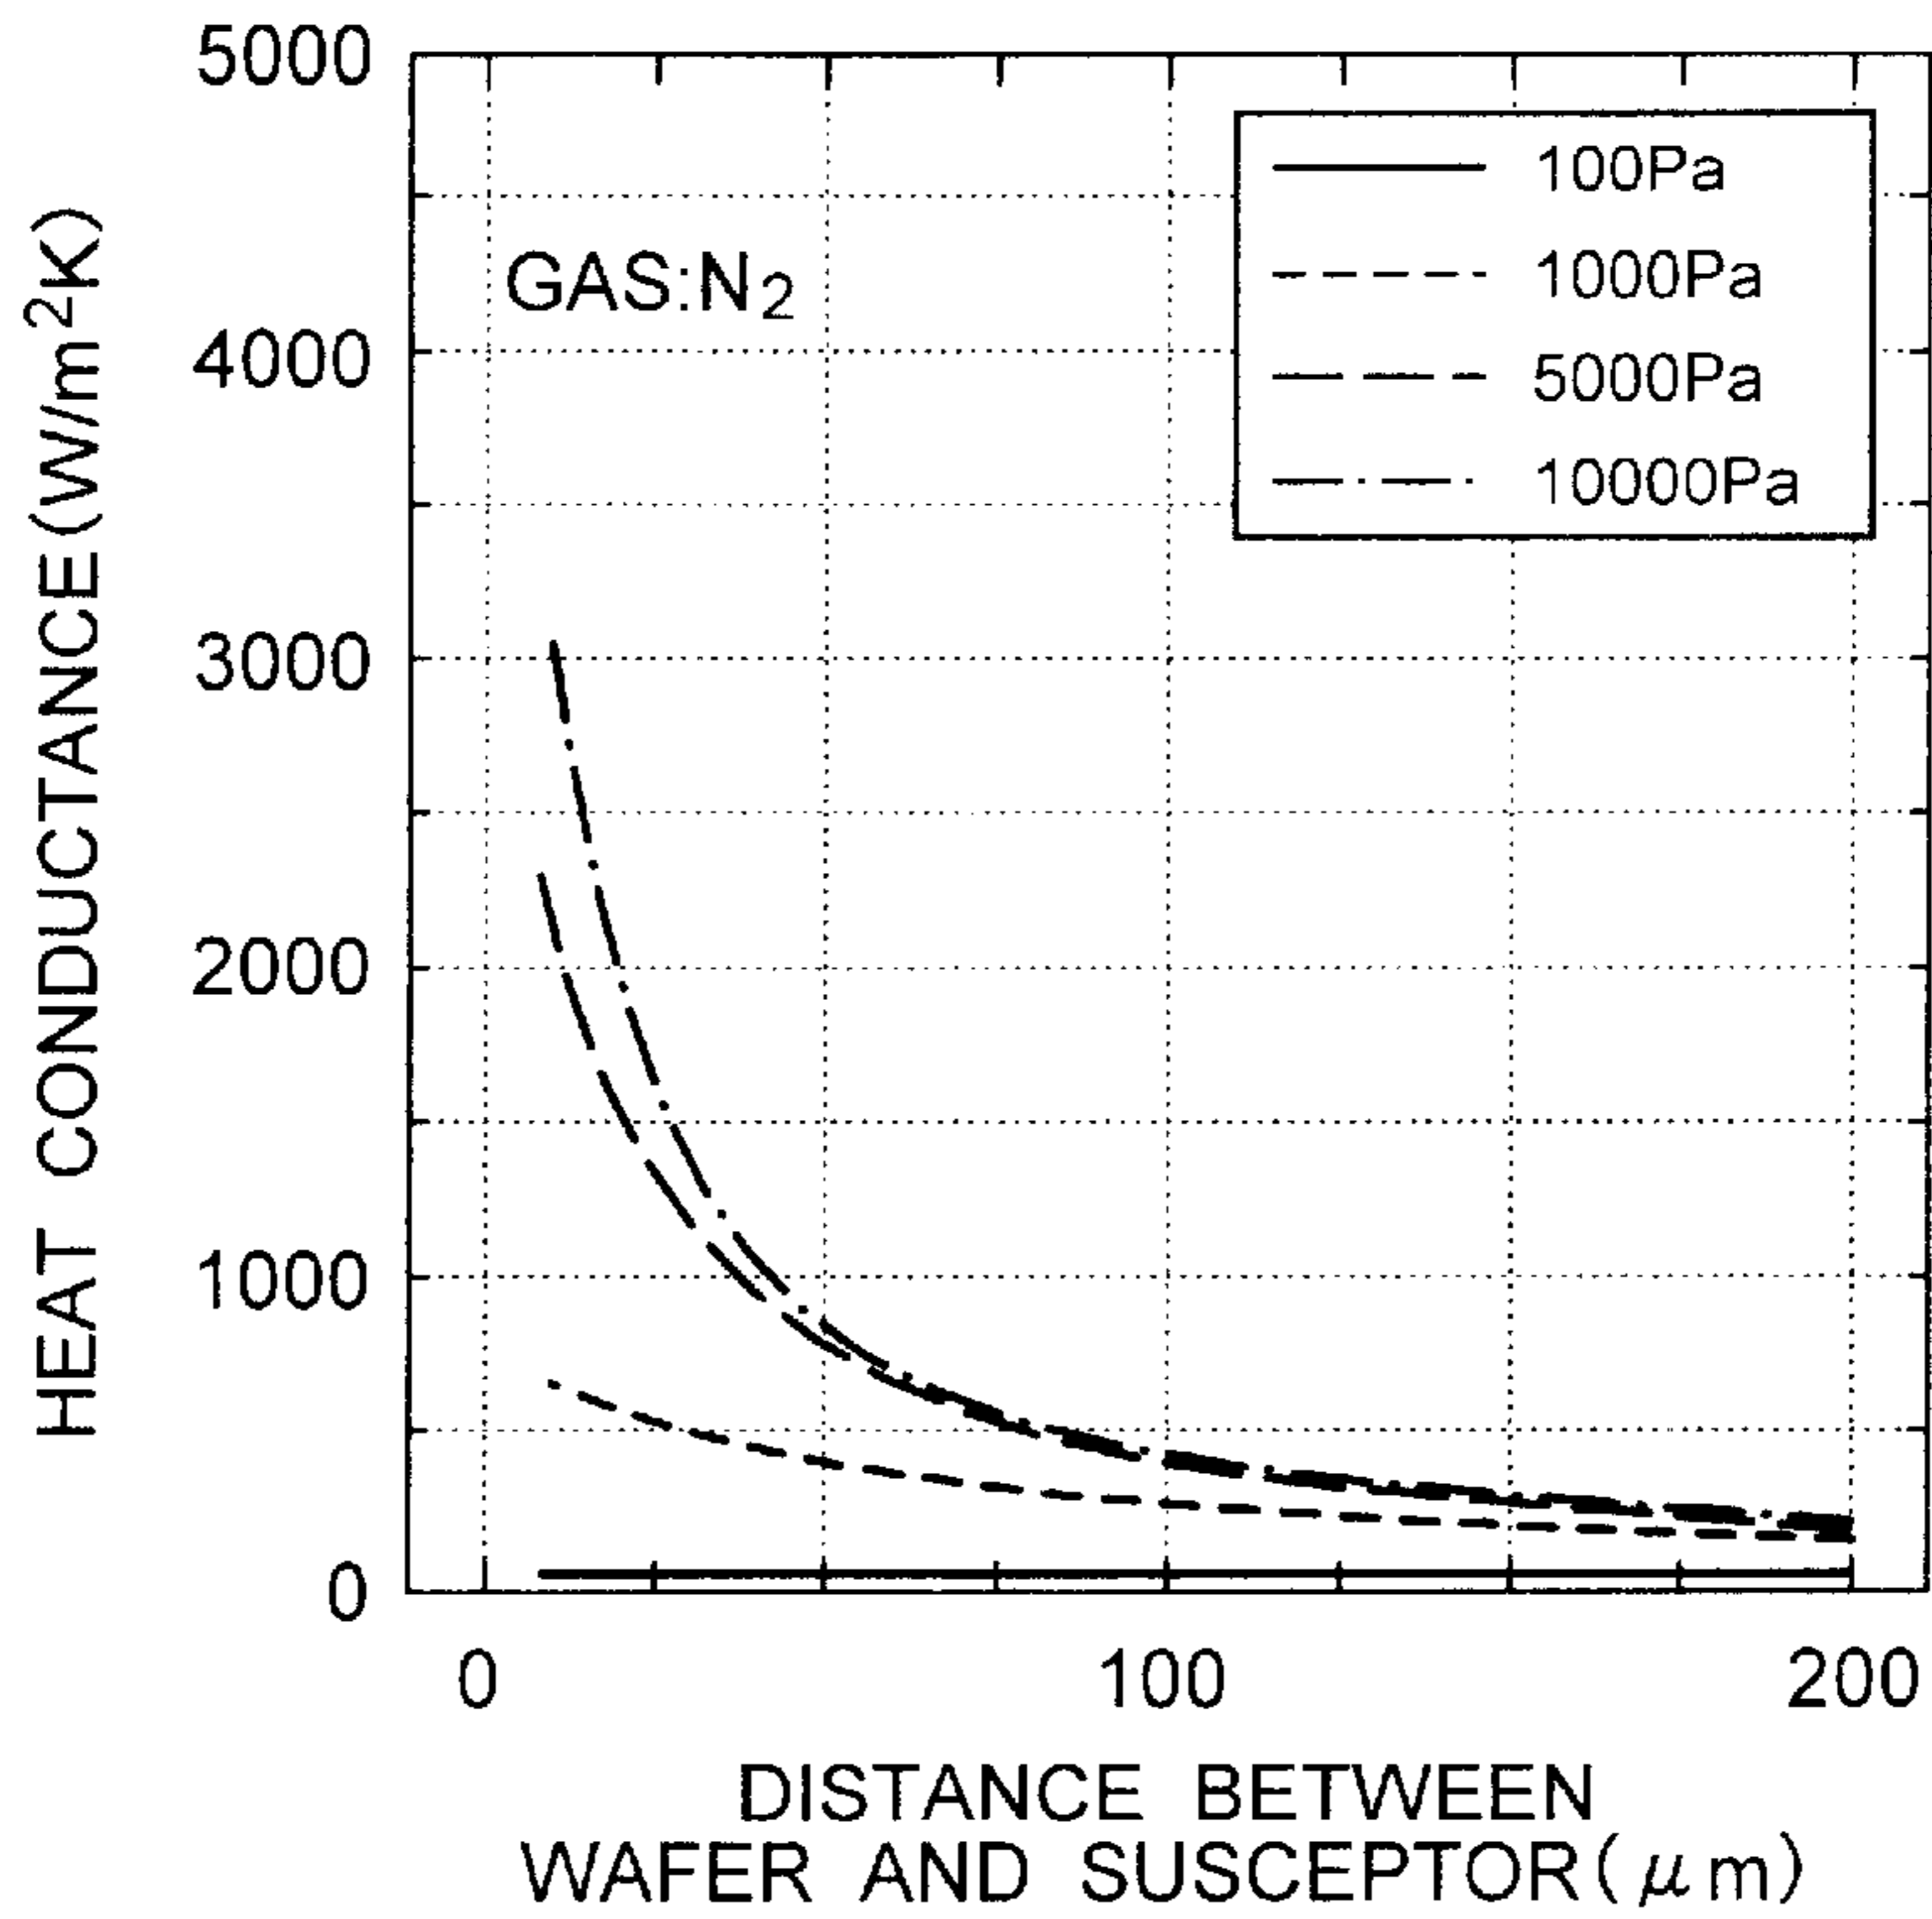 5000
4000
3000
2000
1000
0
HEAT CONDUCTANCE(W/m2K)
GAS:N2
100Pa
1000Pa
5000Pa
10000Pa
0 100 200
DISTANCE BETWEEN
WAFER AND SUSCEPTOR(μm)